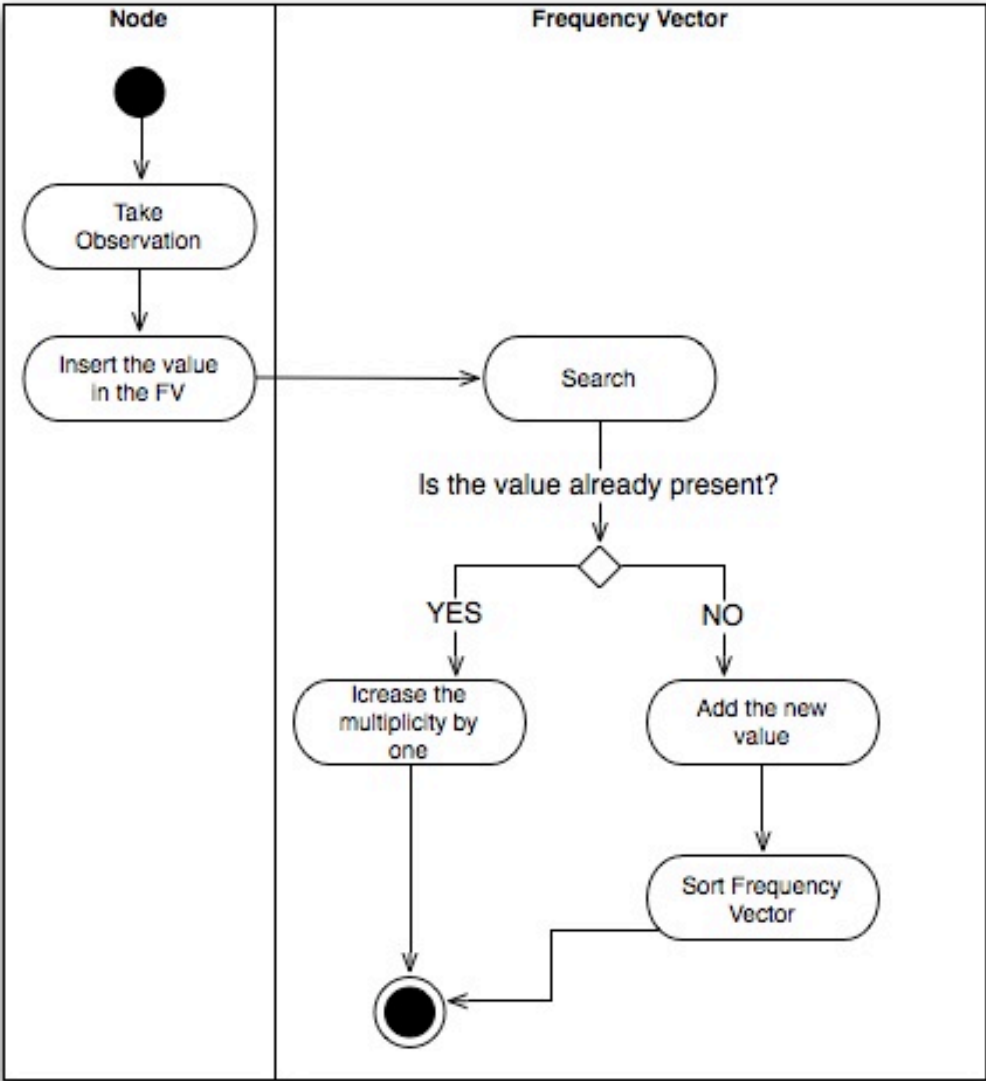 Node
Frequency Vector
Take
Observation
Insert the value
in the FV
Search
Is the value already present?
YES
NO
Icrease the
multiplicity by
one
Add the new
value
Sort Frequency
Vector